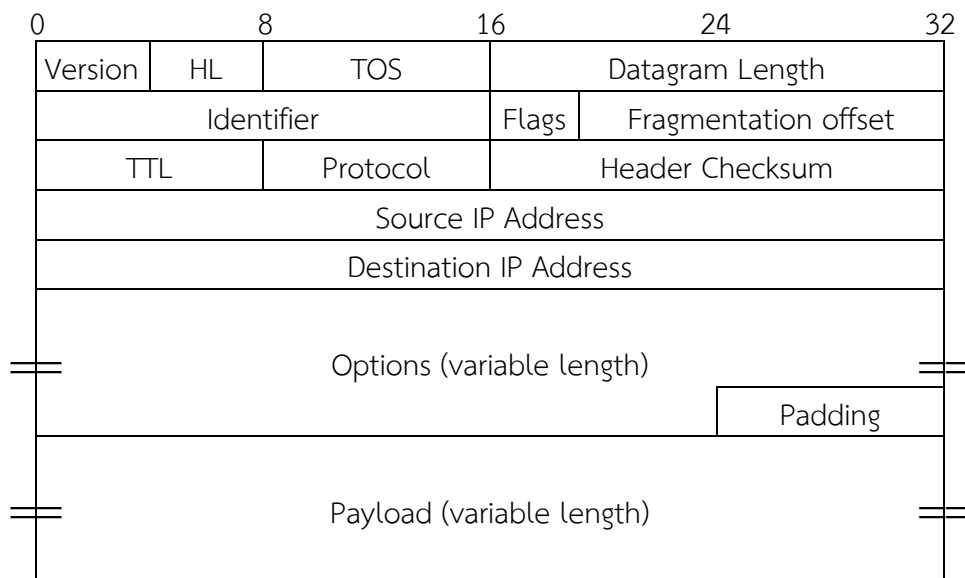 0 8 16 24 32
Version HL TOS Datagram Length
Identifier Flags Fragmentation offset
TTL Protocol Header Checksum
Source IP Address
Destination IP Address
Options (variable length)
Padding
Payload (variable length)